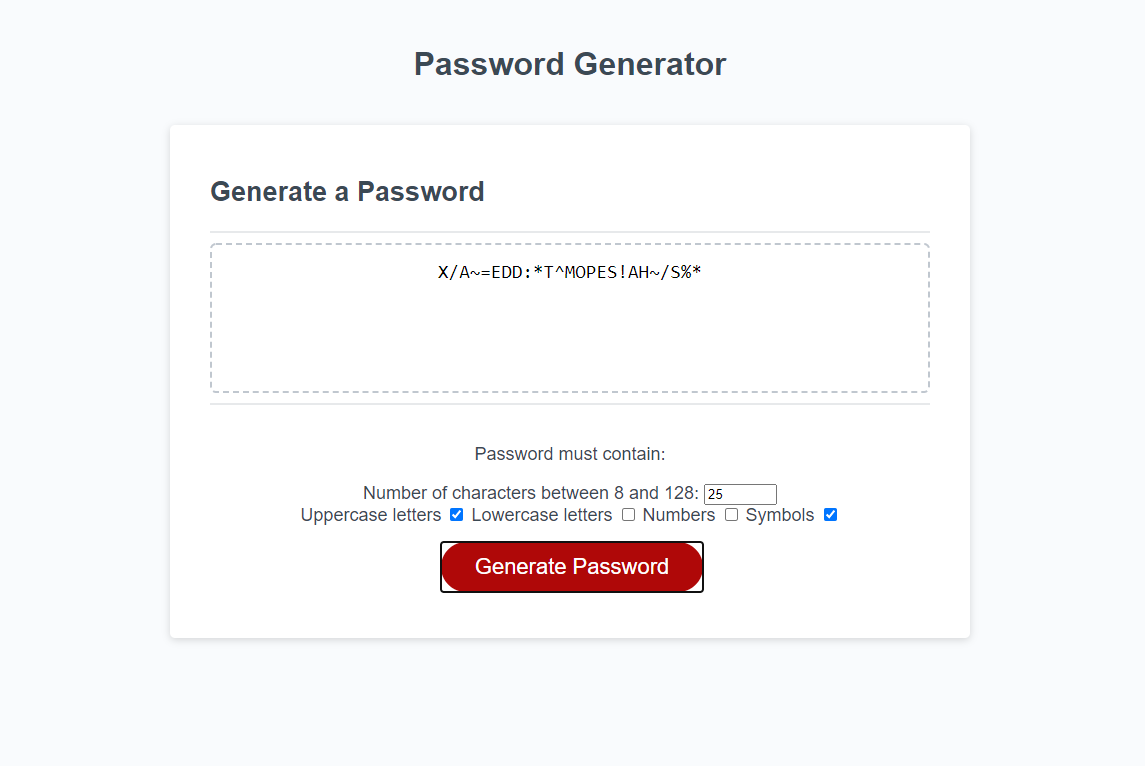 Password Generator
Generate a Password
X/A~=EDD:*T^MOPES!AH~/S%*
Password must contain:
Number of characters between 8 and 128: 25
Uppercase letters Lowercase letters Numbers Symbols
Generate Password